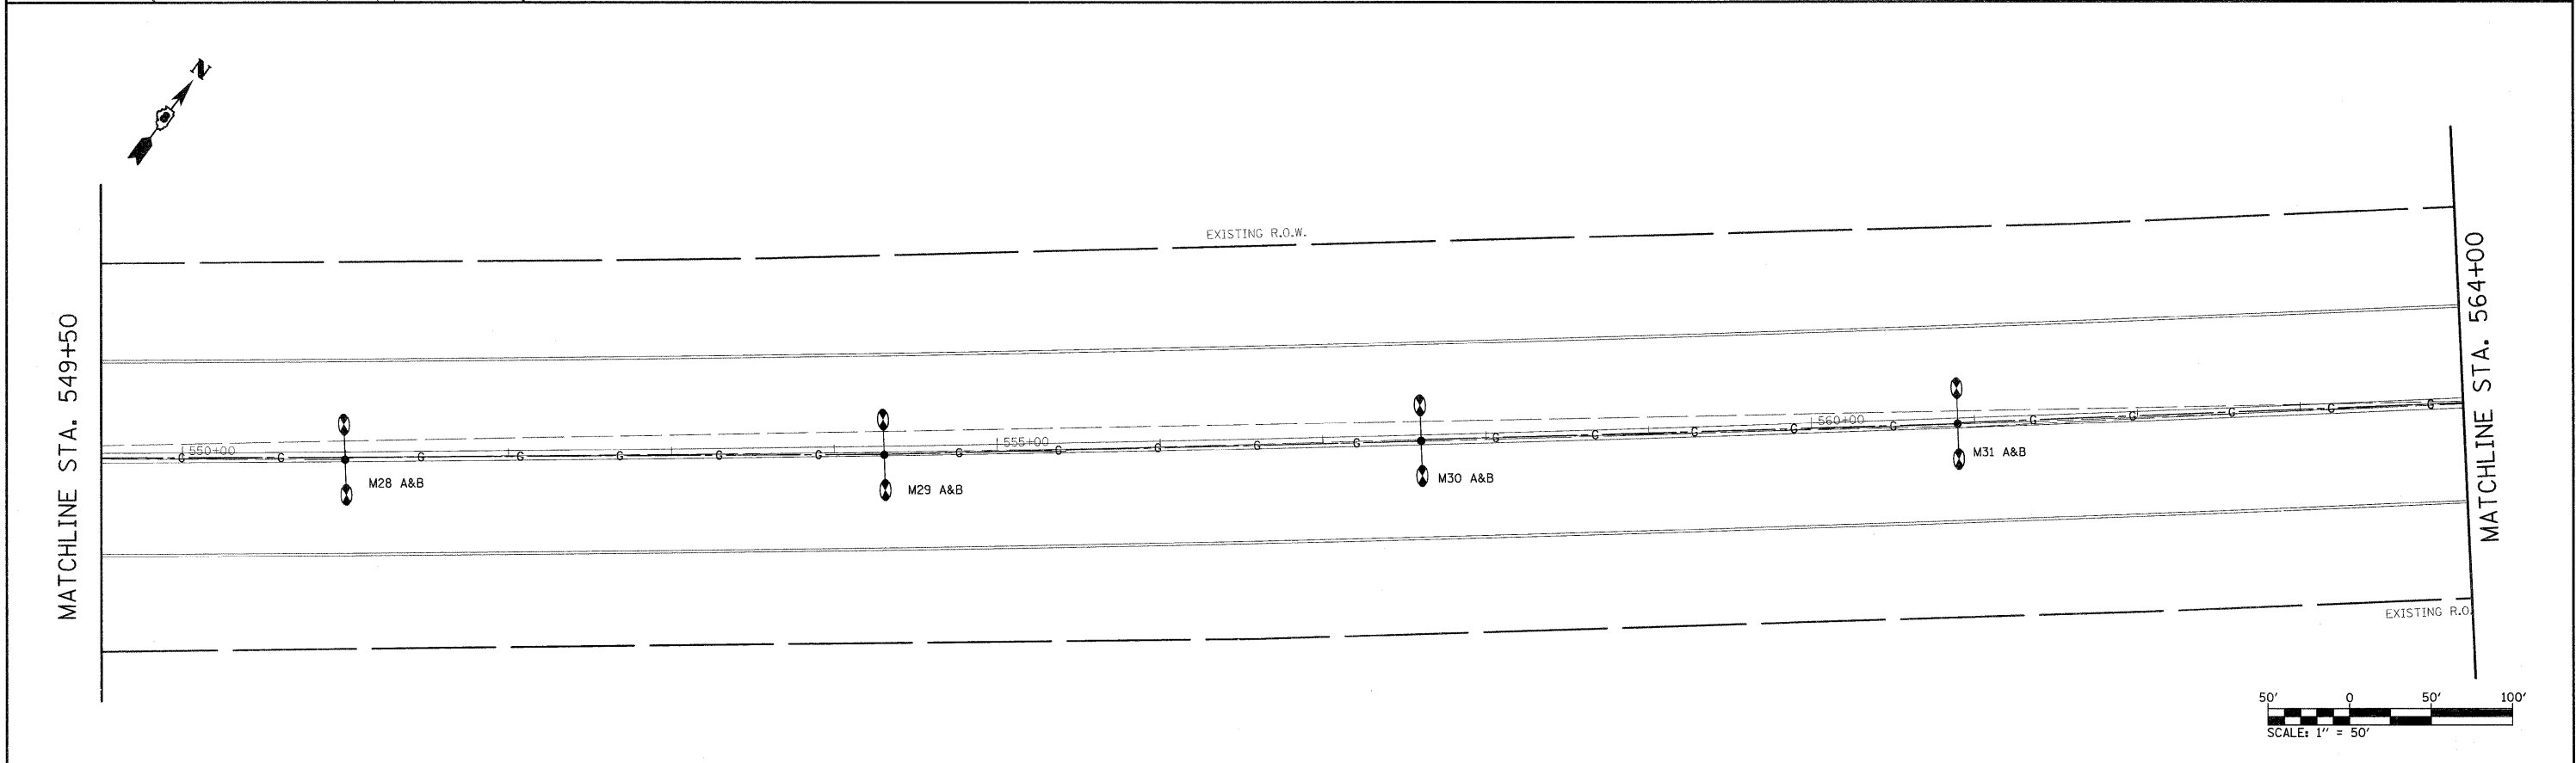 N
EXISTING R.O.W.
MATCHLINE STA. 549+50
MATCHLINE STA. 564+00
550+00
555+00
560+00
G G G G G G G G G G G G G G G G G G G G G G G
M28 A&B
M29 A&B
M30 A&B
M31 A&B
EXISTING R.O.
50' 0 50' 100'
SCALE: 1" = 50'